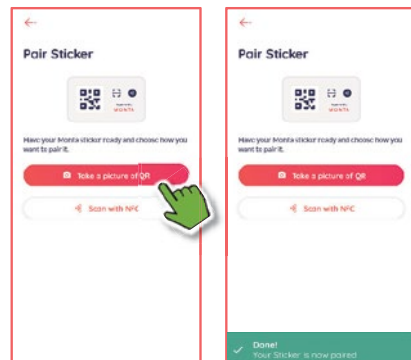 Pair Sticker
MONTA
Have your Monta sticker ready and choose how you
want to pair it.
Take a picture of QR
Scan with NFC
Pair Sticker
MONTA
Have your Monta sticker ready and choose how you
want to pair it.
Take a picture of QR
Scan with NFC
Done!
Your Sticker is now paired